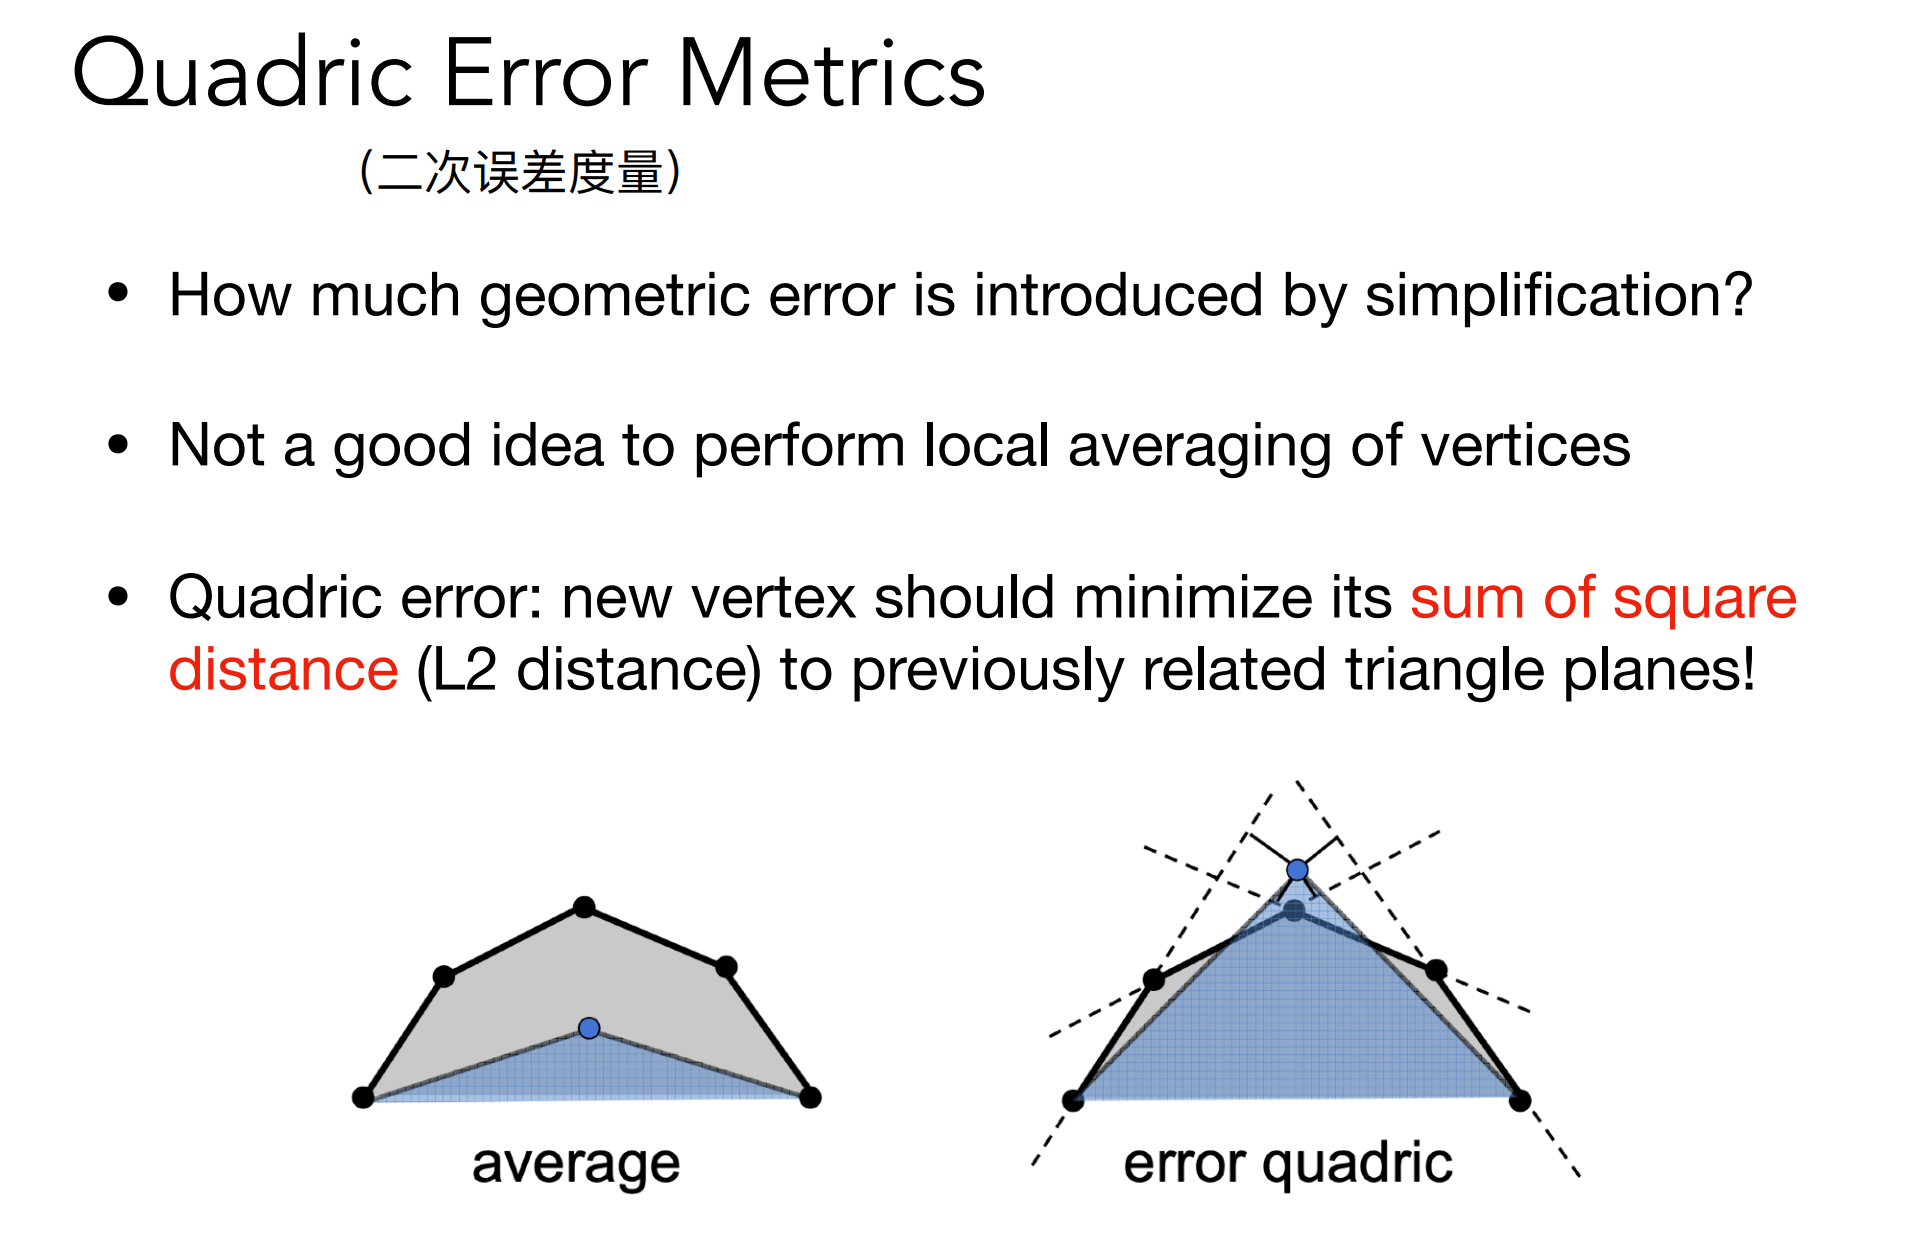 Quadric Error Metrics
(二次误差度量)
• How much geometric error is introduced by simplification?
• Not a good idea to perform local averaging of vertices
• Quadric error: new vertex should minimize its sum of square
distance (L2 distance) to previously related triangle planes!
average
error quadric